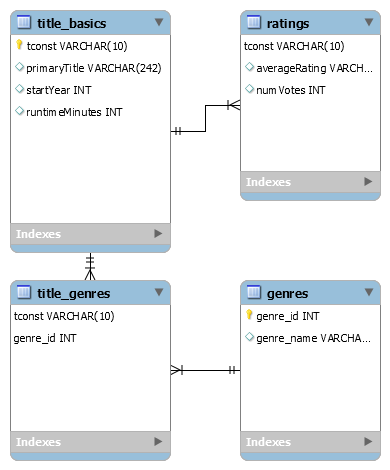 title_basics
tconst VARCHAR(10)
primaryTitle VARCHAR(242)
startYear INT
runtimeMinutes INT
Indexes
ratings
tconst VARCHAR(10)
averageRating VARCH...
numVotes INT
Indexes
title_genres
tconst VARCHAR(10)
genre_id INT
Indexes
genres
genre_id INT
genre_name VARCHA...
Indexes